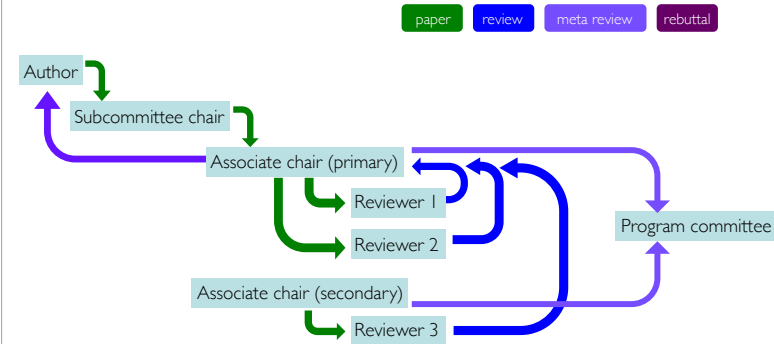 paper review meta review rebuttal
Author
Subcommittee chair
Associate chair (primary)
Reviewer 1
Program committee
Reviewer 2
Associate chair (secondary)
Reviewer 3